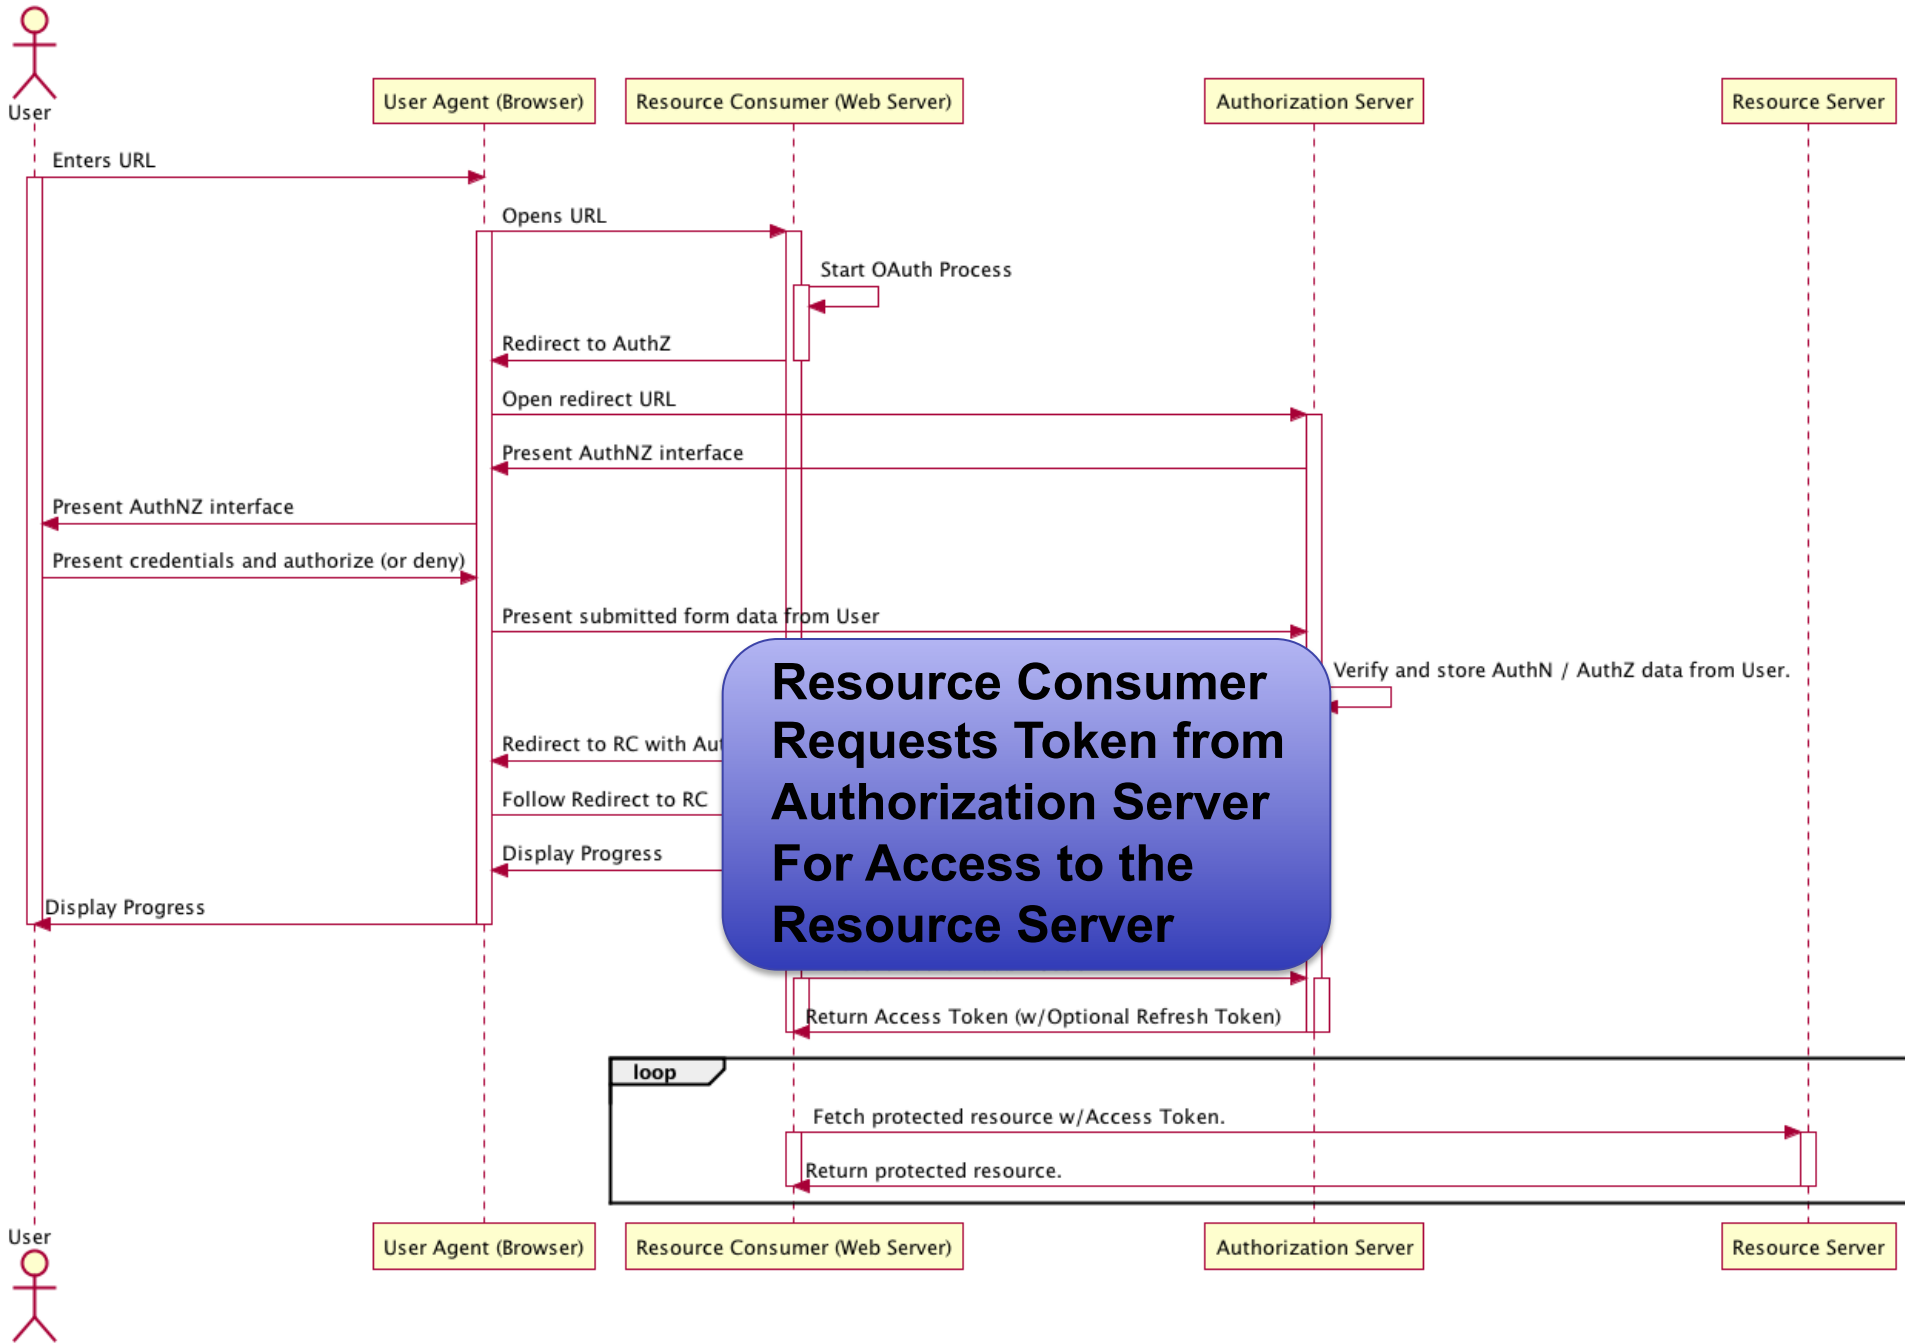 User
User Agent (Browser)
Resource Consumer (Web Server)
Authorization Server
Resource Server
Enters URL
Opens URL
Start OAuth Process
Redirect to AuthZ
Open redirect URL
Present AuthNZ interface
Present AuthNZ interface
Present credentials and authorize (or deny)
Present submitted form data from User
Verify and store AuthN / AuthZ data from User.
Redirect to RC with
Follow Redirect to RC
Display Progress
Display Progress
Resource Consumer
Requests Token from
Authorization Server
For Access to the
Resource Server
Return Access Token (w/Optional Refresh Token)
loop
Fetch protected resource w/Access Token.
Return protected resource.
User
User Agent (Browser)
Resource Consumer (Web Server)
Authorization Server
Resource Server